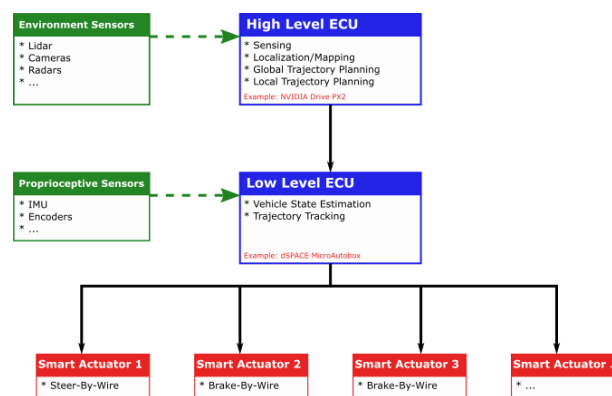 Environment Sensors
* Lidar
* Cameras
* Radars
* ...
High Level ECU
* Sensing
* Localization/Mapping
* Global Trajectory Planning
* Local Trajectory Planning
Example: NVIDIA Drive PX2
Proprioceptive Sensors
* IMU
* Encoders
* ...
Low Level ECU
* Vehicle State Estimation
* Trajectory Tracking
Example: dSPACE MicroAutobox
Smart Actuator 1
* Steer-By-Wire
Smart Actuator 2
* Brake-By-Wire
Smart Actuator 3
* Brake-By-Wire
Smart Actuator .
* ...